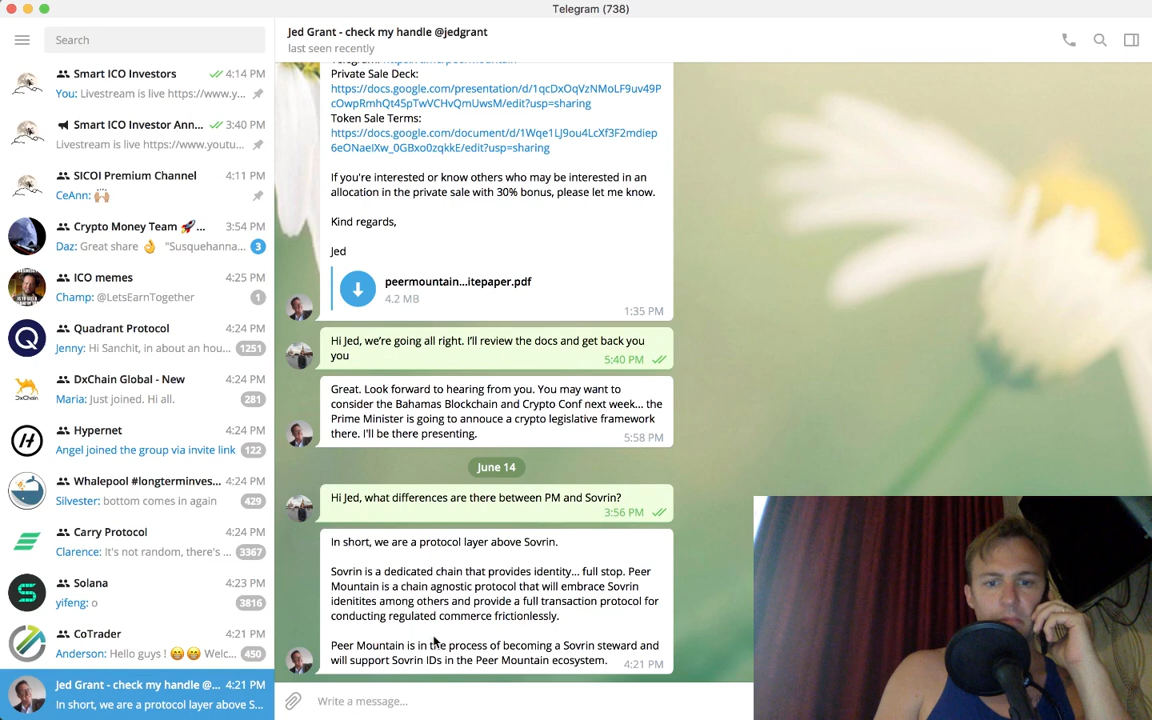 Telegram (738)
Search
Smart ICO Investors 4:14 PM
You: Livestream is live https://www.y...
Smart ICO Investor Ann... 3:40 PM
Livestream is live https://www.youtu...
SICOI Premium Channel 4:11 PM
CeAnn: 🙌🏼
Crypto Money Team 🚀... 3:54 PM
Daz: Great share 👌 "Susquehanna... 3
ICO memes 4:25 PM
Champ: @LetsEarnTogether 1
Quadrant Protocol 4:24 PM
Jenny: Hi Sanchit, in about an hou... 1251
DxChain Global - New 4:24 PM
Maria: Just joined. Hi all. 281
Hypernet 4:24 PM
Angel joined the group via invite link 122
Whalepool #longterminves... 4:24 PM
Silvester: bottom comes in again 429
Carry Protocol 4:24 PM
Clarence: It's not random, there's ... 3367
Solana 4:23 PM
yifeng: o 3816
CoTrader 4:21 PM
Anderson: Hello guys ! 😄😄 Welc... 450
Jed Grant - check my handle @... 4:21 PM
In short, we are a protocol layer above S...
Jed Grant - check my handle @jedgrant
last seen recently
Private Sale Deck:
https://docs.google.com/presentation/d/1qcDxOqVzNMoLF9uv49P
cOwpRmhQt45pTwVCHvQmUwsM/edit?usp=sharing
Token Sale Terms:
https://docs.google.com/document/d/1Wqe1LJ9ou4LcXf3F2mdiep
6eONaeIXw_0GBxo0zqkkE/edit?usp=sharing
If you're interested or know others who may be interested in an
allocation in the private sale with 30% bonus, please let me know.
Kind regards,
Jed
peermountain...itepaper.pdf
4.2 MB
1:35 PM
Hi Jed, we're going all right. I'll review the docs and get back you
you
5:40 PM
Great. Look forward to hearing from you. You may want to
consider the Bahamas Blockchain and Crypto Conf next week... the
Prime Minister is going to annouce a crypto legislative framework
there. I'll be there presenting.
5:58 PM
June 14
Hi Jed, what differences are there between PM and Sovrin?
3:56 PM
In short, we are a protocol layer above Sovrin.
Sovrin is a dedicated chain that provides identity... full stop. Peer
Mountain is a chain agnostic protocol that will embrace Sovrin
idenitites among others and provide a full transaction protocol for
conducting regulated commerce frictionlessly.
Peer Mountain is in the process of becoming a Sovrin steward and
will support Sovrin IDs in the Peer Mountain ecosystem.
4:21 PM
Write a message...